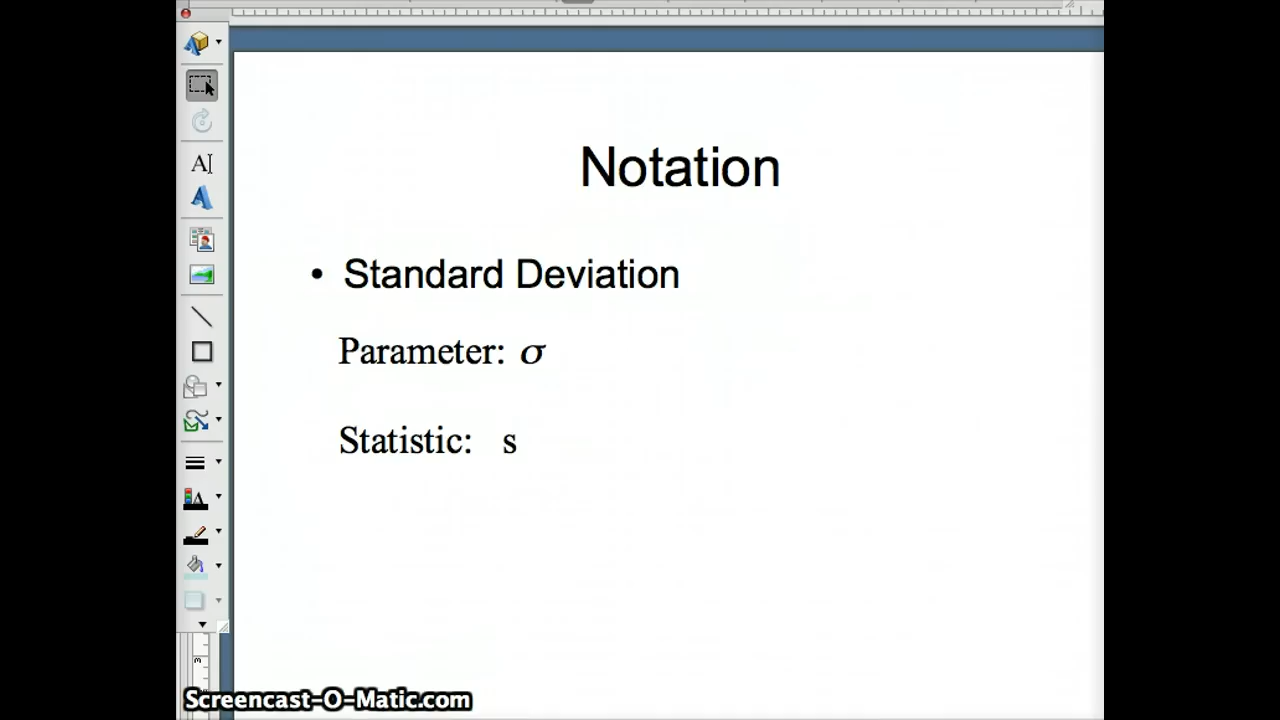 Notation
• Standard Deviation
Parameter: σ
Statistic: s
Screencast-O-Matic.com